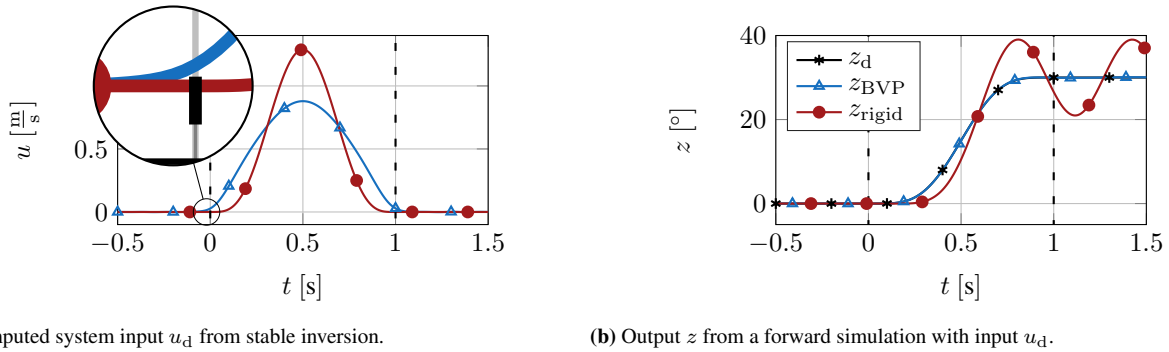 u [m/s]
0.5
0
−0.5 0 0.5 1 1.5
t [s]
nputed system input u_d from stable inversion.
z [°]
40
20
0
z_d
z_BVP
z_rigid
−0.5 0 0.5 1 1.5
t [s]
(b) Output z from a forward simulation with input u_d.